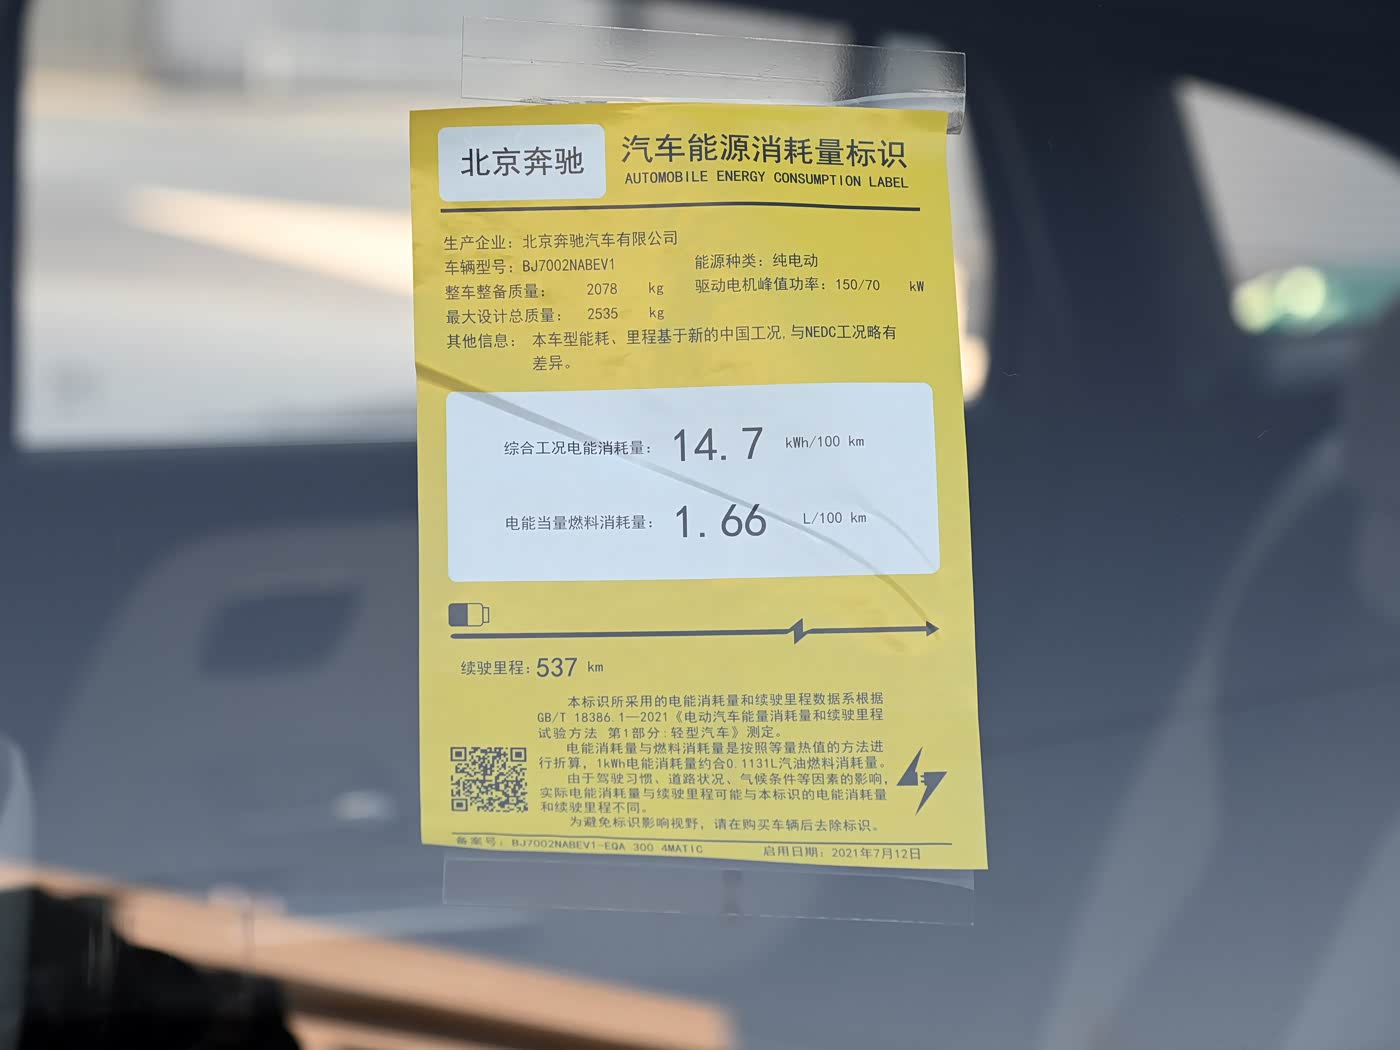 北京奔驰
汽车能源消耗量标识
AUTOMOBILE ENERGY CONSUMPTION LABEL
生产企业：北京奔驰汽车有限公司
车辆型号：BJ7002NABEV1 能源种类：纯电动
整车整备质量： 2078 kg 驱动电机峰值功率：150/70 kW
最大设计总质量： 2535 kg
其他信息： 本车型能耗、里程基于新的中国工况,与NEDC工况略有
差异。
综合工况电能消耗量： 14.7 kWh/100 km
电能当量燃料消耗量： 1.66 L/100 km
续驶里程：537 km
本标识所采用的电能消耗量和续驶里程数据系根据
GB/T 18386.1—2021《电动汽车能量消耗量和续驶里程
试验方法 第1部分：轻型汽车》测定。
电能消耗量与燃料消耗量是按照等量热值的方法进
行折算，1kWh电能消耗量约合0.1131L汽油燃料消耗量。
由于驾驶习惯、道路状况、气候条件等因素的影响，
实际电能消耗量与续驶里程可能与本标识的电能消耗量
和续驶里程不同。
为避免标识影响视野，请在购买车辆后去除标识。
备案号：BJ7002NABEV1-EQA 300 4MATIC 启用日期：2021年7月12日